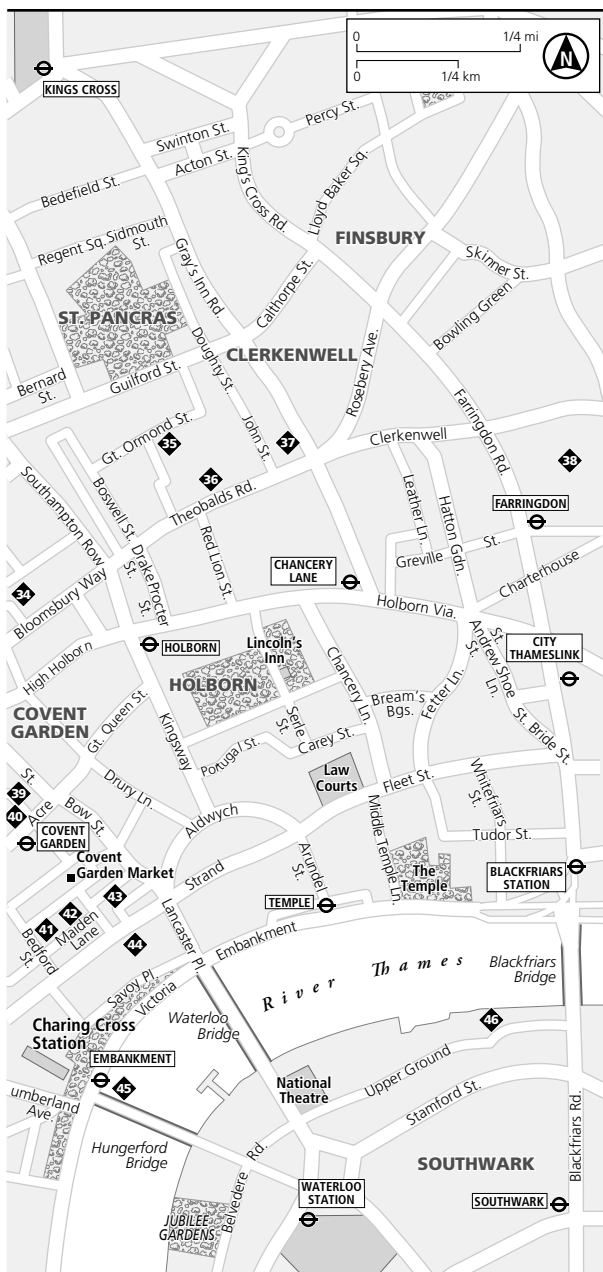 0 1/4 mi
0 1/4 km
N
KINGS CROSS
Swinton St.
Percy St.
Acton St.
Bedefield St.
King's Cross Rd.
Lloyd Baker Sq.
Regent Sq.
Sidmouth
St.
FINSBURY
Skinner St.
Gray's Inn Rd.
Calthorpe St.
ST. PANCRAS
Bowling Green
CLERKENWELL
Doughty St.
Rosebery Ave.
Bernard
St.
Guilford St.
Farringdon Rd.
John St.
Gt. Ormond St.
35
37
Clerkenwell
38
36
Theobalds Rd.
Southampton Row
Boswell St.
Leather Ln.
Hatton Gdn.
FARRINGDON
Drake
St.
Procter
St.
Red Lion St.
Greville St.
CHANCERY
LANE
Charterhouse
34
Bloomsbury Way
Holborn Via.
HOLBORN
Lincoln's
Inn
Andrew
St.
Shoe
Ln.
CITY
THAMESLINK
High Holborn
HOLBORN
Chancery Ln.
Bream's
Bgs.
Fetter Ln.
COVENT
GARDEN
Gt. Queen St.
Kingsway
Serle
St.
Carey St.
Portugal St.
St. Bride St.
Law
Courts
Fleet St.
Whitefriars
St.
39
St.
40
Acre
Bow St.
Drury Ln.
Aldwych
Middle Temple Ln.
Tudor St.
COVENT
GARDEN
Covent
Garden Market
Strand
Arundel
St.
The
Temple
BLACKFRIARS
STATION
43
42
41
Maiden
Lane
Bedford
St.
TEMPLE
44
Lancaster Pl.
Embankment
Savoy Pl.
Victoria
River Thames
Blackfriars
Bridge
Waterloo
Bridge
46
Charing Cross
Station
EMBANKMENT
45
National
Theatre
Upper Ground
Stamford St.
umberland
Ave.
Hungerford
Bridge
Belvedere Rd.
SOUTHWARK
Blackfriars Rd.
WATERLOO
STATION
SOUTHWARK
JUBILEE
GARDENS